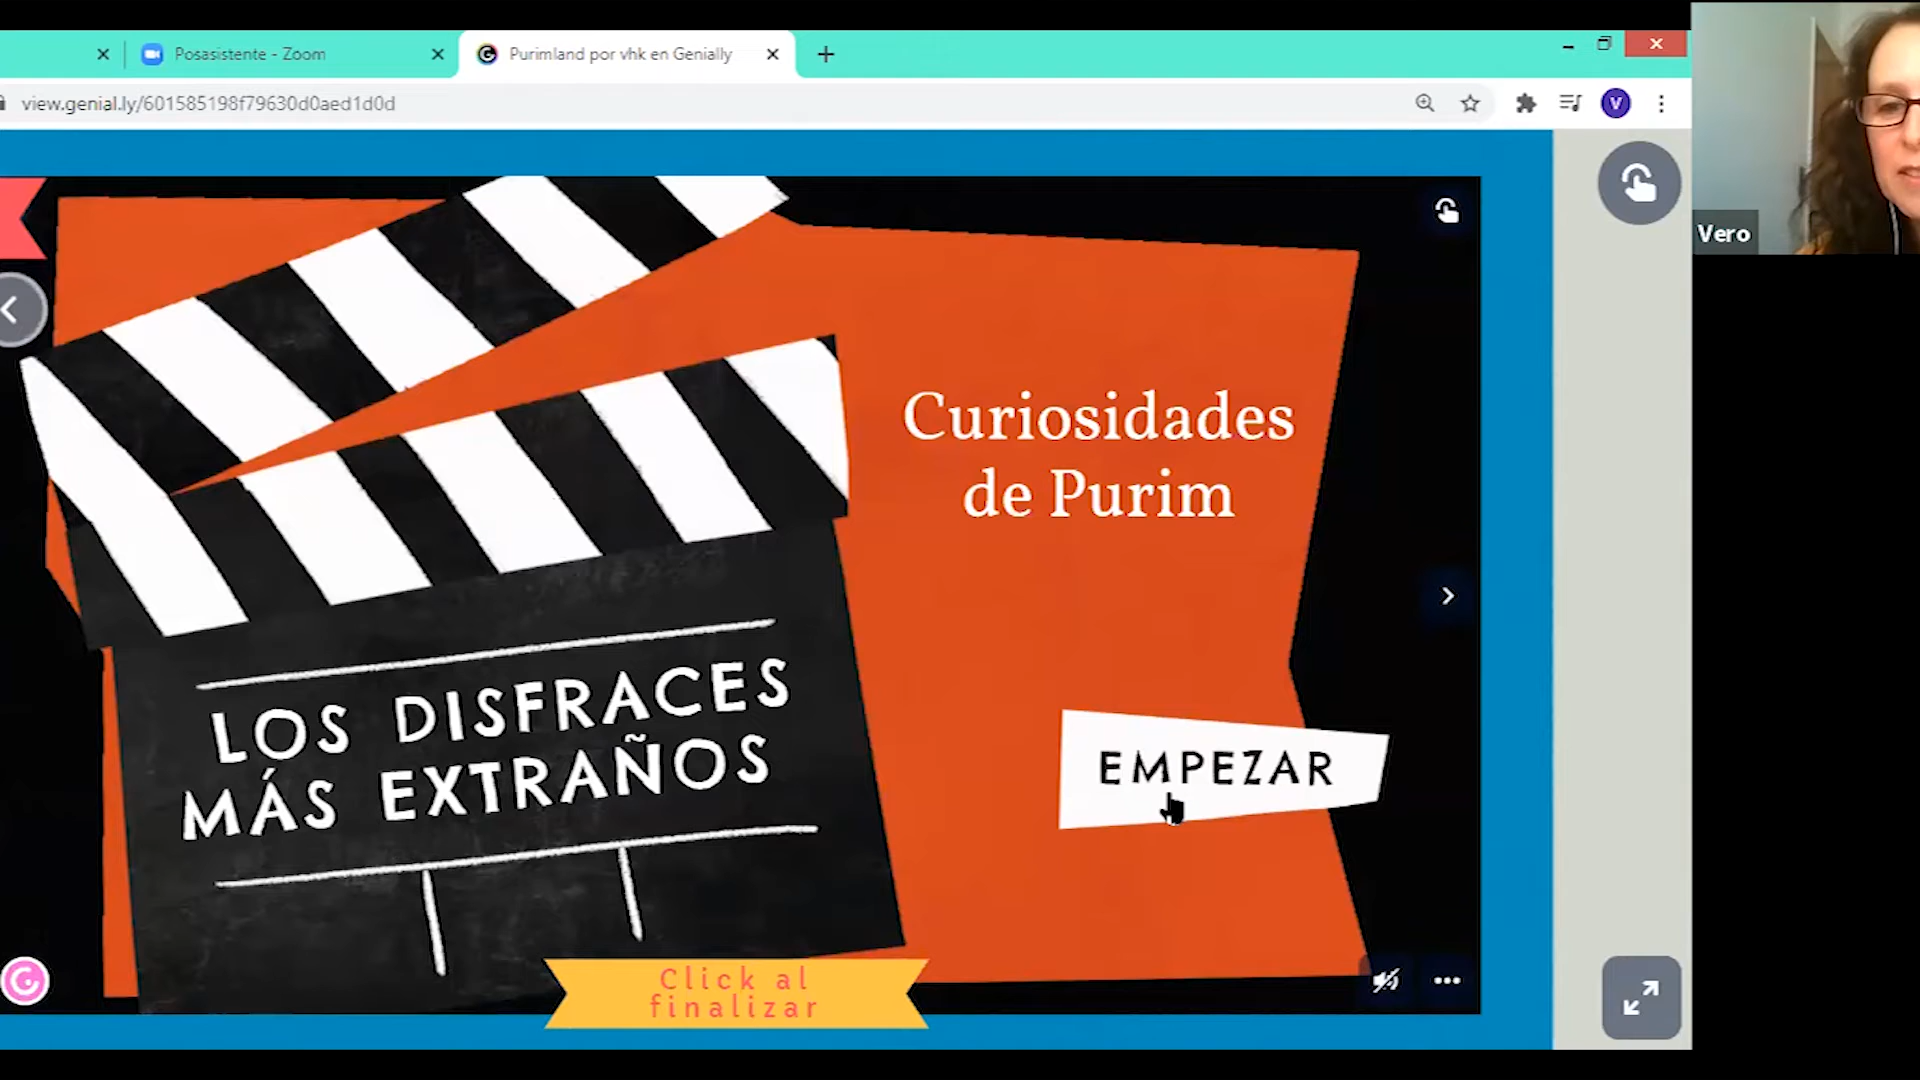 Posasistente - Zoom
Purimland por vhk en Genially
view.genial.ly/601585198f79630d0aed1d0d
V
Vero
Curiosidades
de Purim
LOS DISFRACES
MÁS EXTRAÑOS
EMPEZAR
Click al
finalizar